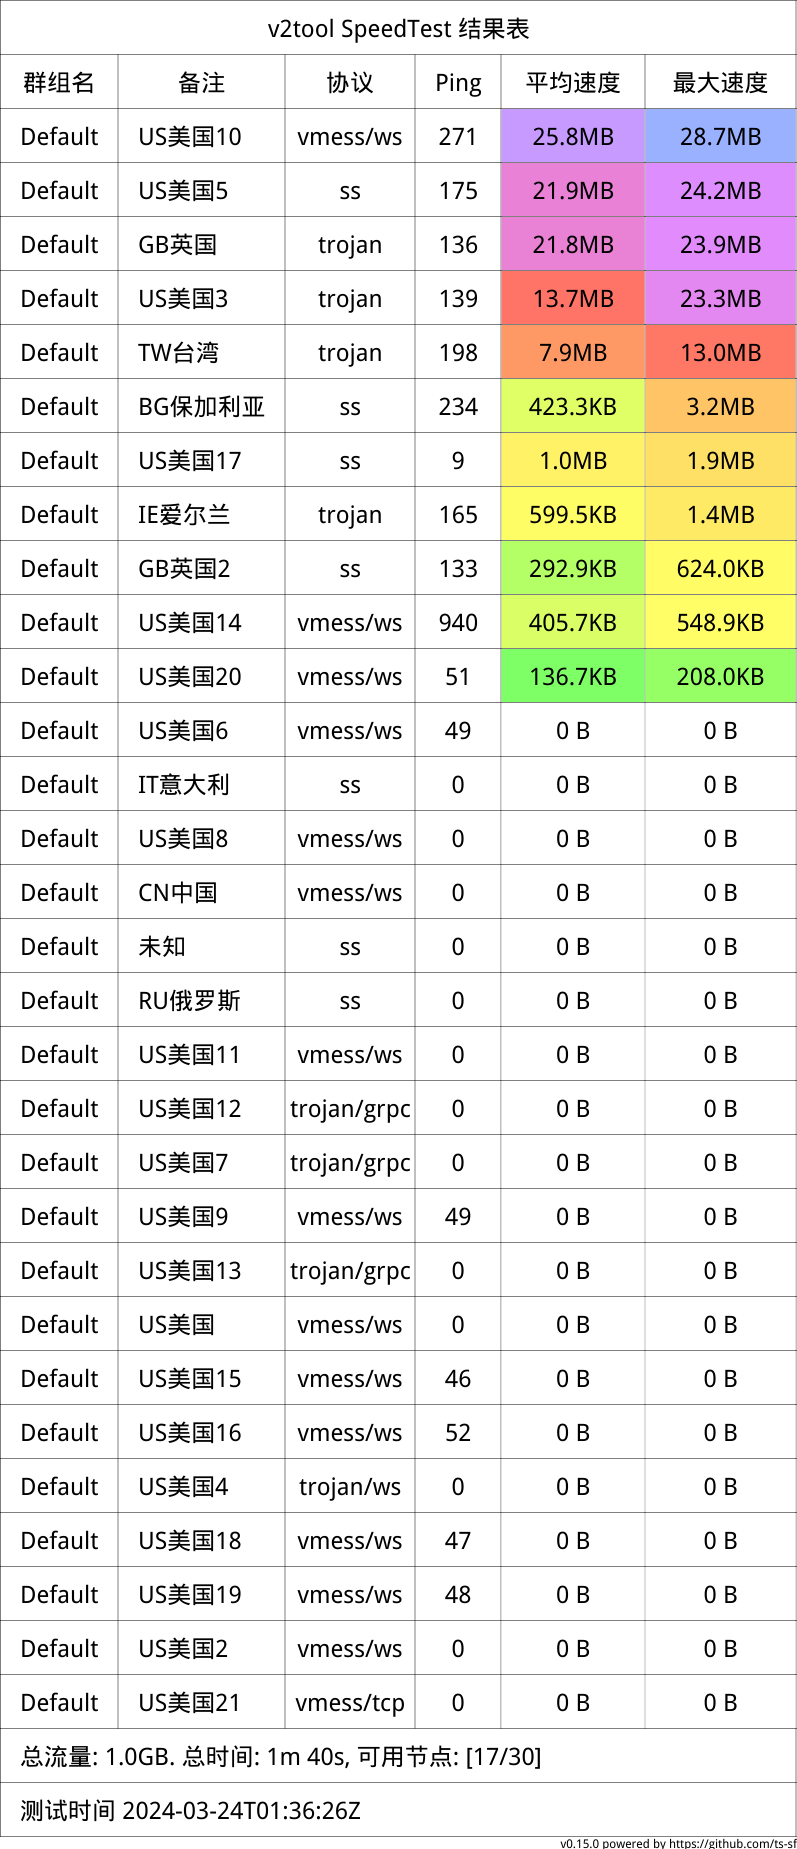 v2tool SpeedTest 结果表
群组名 备注 协议 Ping 平均速度 最大速度
Default US美国10 vmess/ws 271 25.8MB 28.7MB
Default US美国5 ss 175 21.9MB 24.2MB
Default GB英国 trojan 136 21.8MB 23.9MB
Default US美国3 trojan 139 13.7MB 23.3MB
Default TW台湾 trojan 198 7.9MB 13.0MB
Default BG保加利亚 ss 234 423.3KB 3.2MB
Default US美国17 ss 9 1.0MB 1.9MB
Default IE爱尔兰 trojan 165 599.5KB 1.4MB
Default GB英国2 ss 133 292.9KB 624.0KB
Default US美国14 vmess/ws 940 405.7KB 548.9KB
Default US美国20 vmess/ws 51 136.7KB 208.0KB
Default US美国6 vmess/ws 49 0 B 0 B
Default IT意大利 ss 0 0 B 0 B
Default US美国8 vmess/ws 0 0 B 0 B
Default CN中国 vmess/ws 0 0 B 0 B
Default 未知 ss 0 0 B 0 B
Default RU俄罗斯 ss 0 0 B 0 B
Default US美国11 vmess/ws 0 0 B 0 B
Default US美国12 trojan/grpc 0 0 B 0 B
Default US美国7 trojan/grpc 0 0 B 0 B
Default US美国9 vmess/ws 49 0 B 0 B
Default US美国13 trojan/grpc 0 0 B 0 B
Default US美国 vmess/ws 0 0 B 0 B
Default US美国15 vmess/ws 46 0 B 0 B
Default US美国16 vmess/ws 52 0 B 0 B
Default US美国4 trojan/ws 0 0 B 0 B
Default US美国18 vmess/ws 47 0 B 0 B
Default US美国19 vmess/ws 48 0 B 0 B
Default US美国2 vmess/ws 0 0 B 0 B
Default US美国21 vmess/tcp 0 0 B 0 B
总流量: 1.0GB. 总时间: 1m 40s, 可用节点: [17/30]
测试时间 2024-03-24T01:36:26Z
v0.15.0 powered by https://github.com/ts-sf